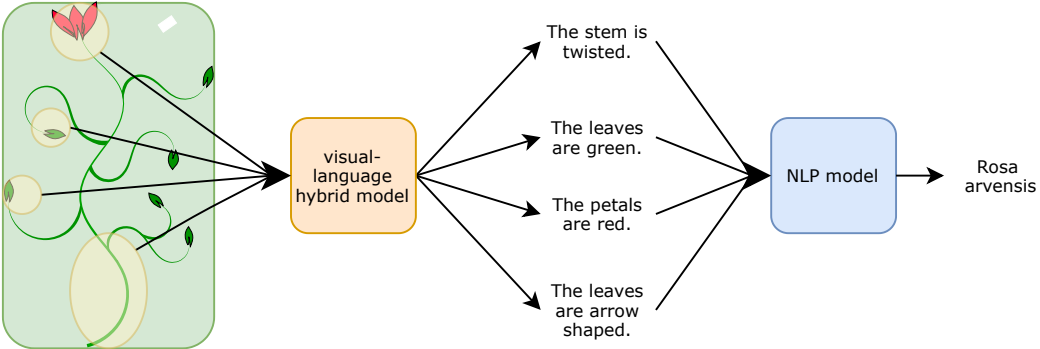 visual-
language
hybrid model
The stem is
twisted.
The leaves
are green.
The petals
are red.
The leaves
are arrow
shaped.
NLP model
Rosa
arvensis